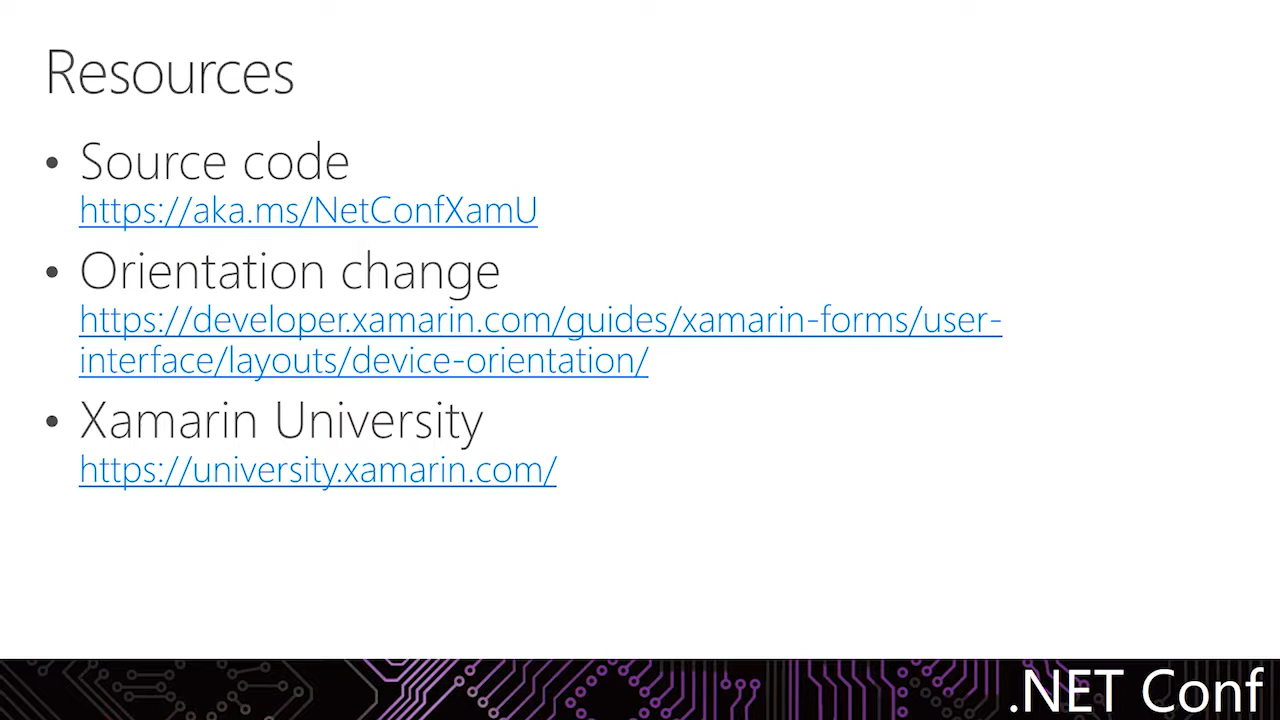 Resources
• Source code
https://aka.ms/NetConfXamU
• Orientation change
https://developer.xamarin.com/guides/xamarin-forms/user-
interface/layouts/device-orientation/
• Xamarin University
https://university.xamarin.com/
.NET Conf